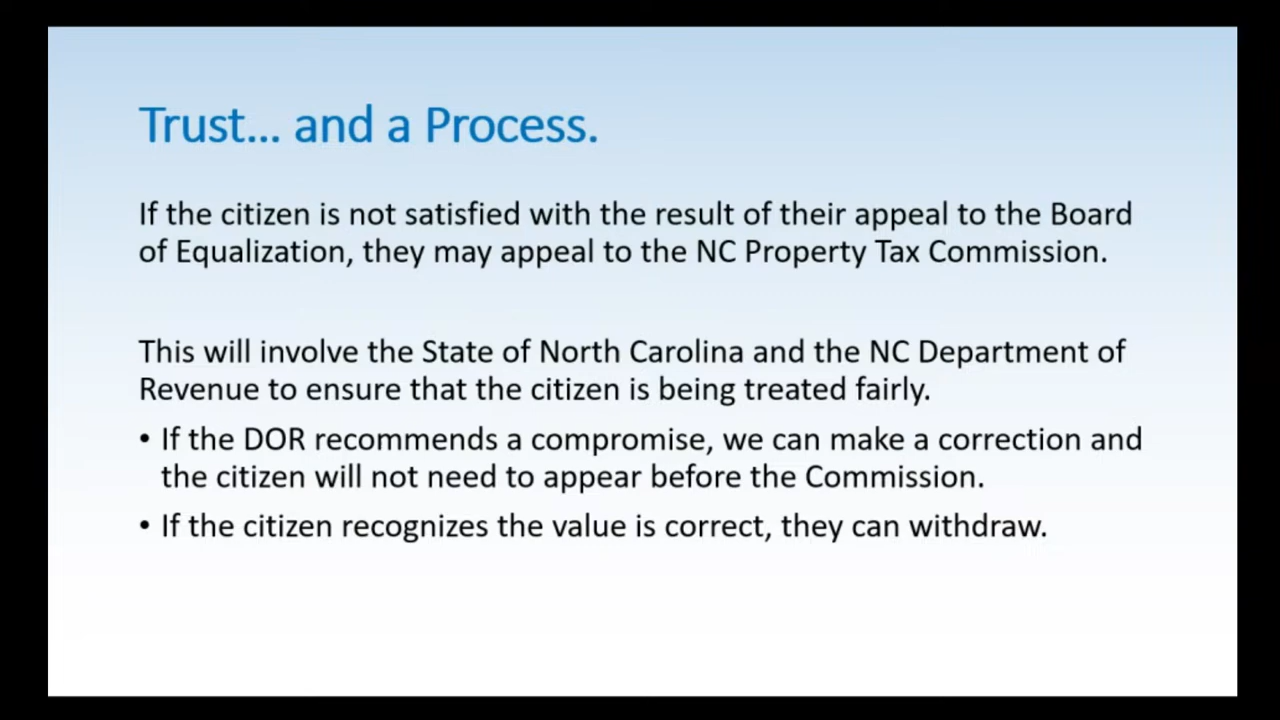 Trust... and a Process.
If the citizen is not satisfied with the result of their appeal to the Board
of Equalization, they may appeal to the NC Property Tax Commission.
This will involve the State of North Carolina and the NC Department of
Revenue to ensure that the citizen is being treated fairly.
• If the DOR recommends a compromise, we can make a correction and
the citizen will not need to appear before the Commission.
• If the citizen recognizes the value is correct, they can withdraw.